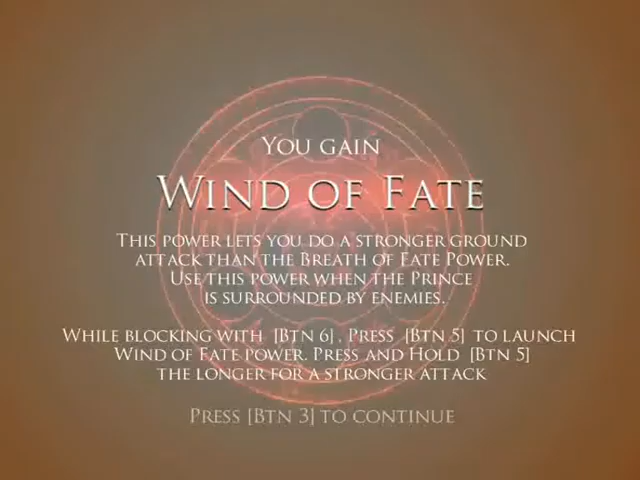 You gain
Wind of Fate
This power lets you do a stronger ground
attack than the Breath of Fate Power.
Use this power when the Prince
is surrounded by enemies.
While blocking with [Btn 6] , Press [Btn 5] to launch
Wind of Fate power. Press and Hold [Btn 5]
the longer for a stronger attack
Press [Btn 3] to continue